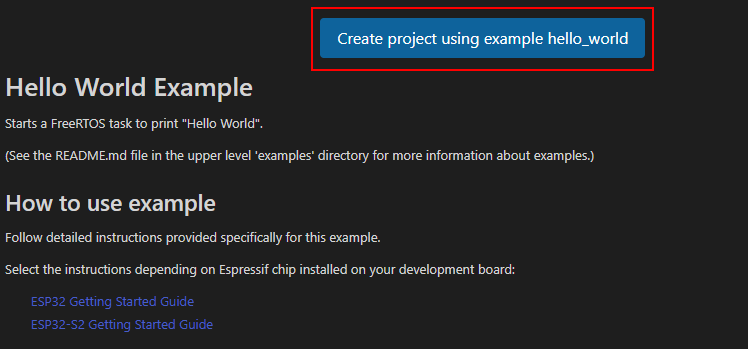 Create project using example hello_world
Hello World Example
Starts a FreeRTOS task to print "Hello World".
(See the README.md file in the upper level 'examples' directory for more information about examples.)
How to use example
Follow detailed instructions provided specifically for this example.
Select the instructions depending on Espressif chip installed on your development board:
ESP32 Getting Started Guide
ESP32-S2 Getting Started Guide